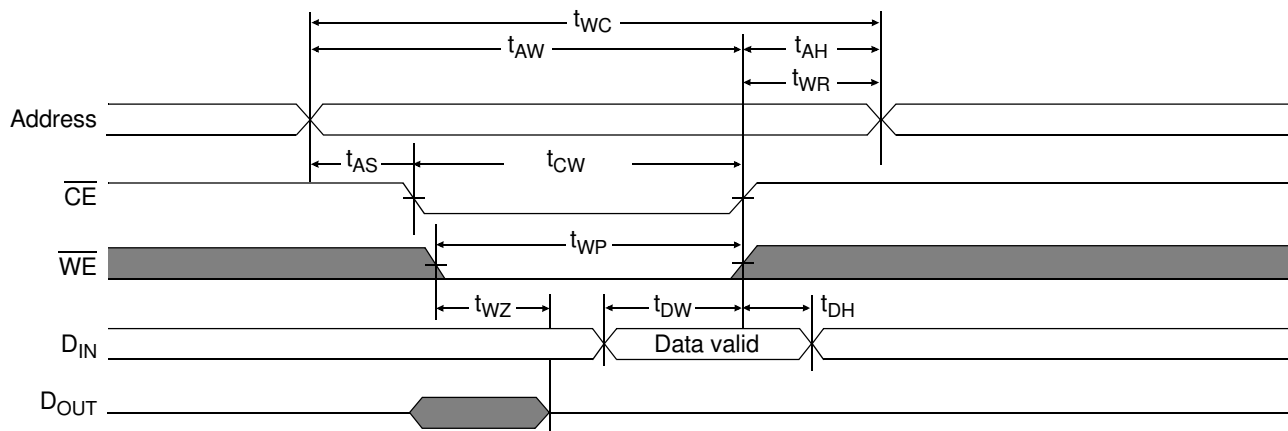 tWC
tAW tAH
tWR
Address
tAS tCW
CE
tWP
WE
tWZ tDW tDH
DIN Data valid
DOUT